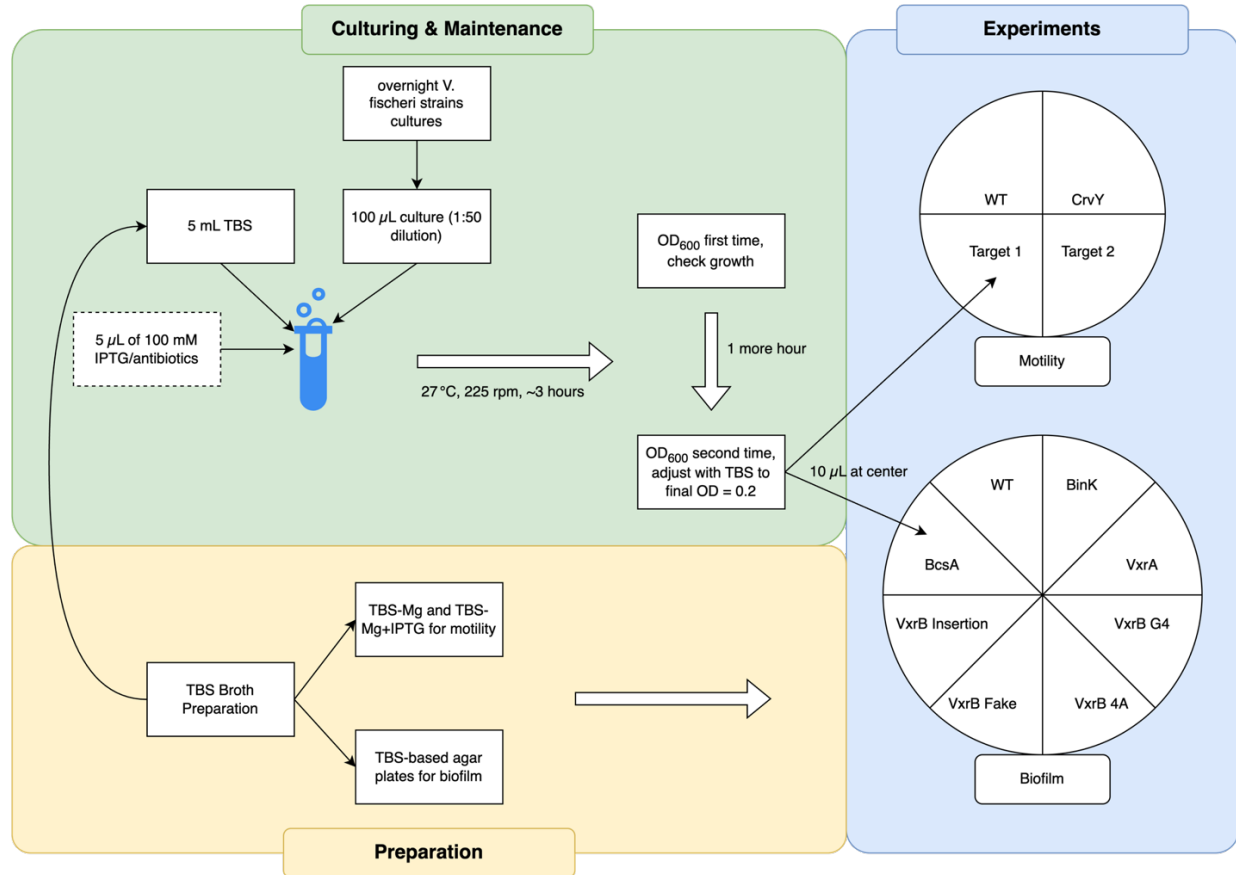 Culturing & Maintenance
Experiments
overnight V.
fischeri strains
cultures
5 mL TBS
100 µL culture (1:50
dilution)
5 µL of 100 mM
IPTG/antibiotics
27 °C, 225 rpm, ~3 hours
OD600 first time,
check growth
1 more hour
OD600 second time,
adjust with TBS to
final OD = 0.2
10 µL at center
WT
CrvY
Target 1
Target 2
Motility
WT
BinK
BcsA
VxrA
VxrB Insertion
VxrB G4
VxrB Fake
VxrB 4A
Biofilm
TBS Broth
Preparation
TBS-Mg and TBS-
Mg+IPTG for motility
TBS-based agar
plates for biofilm
Preparation